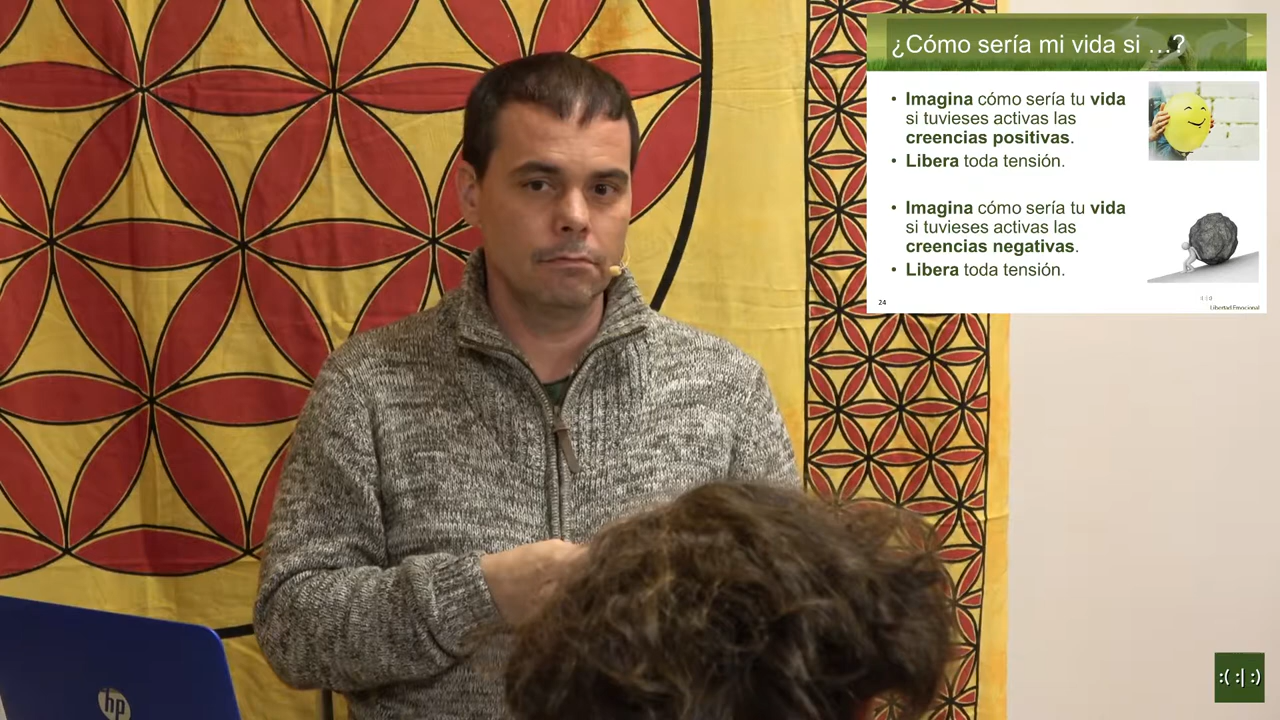 ¿Cómo sería mi vida si …?
• Imagina cómo sería tu vida
si tuvieses activas las
creencias positivas.
• Libera toda tensión.
• Imagina cómo sería tu vida
si tuvieses activas las
creencias negativas.
• Libera toda tensión.
24
Libertad Emocional
hp
:( :| :)